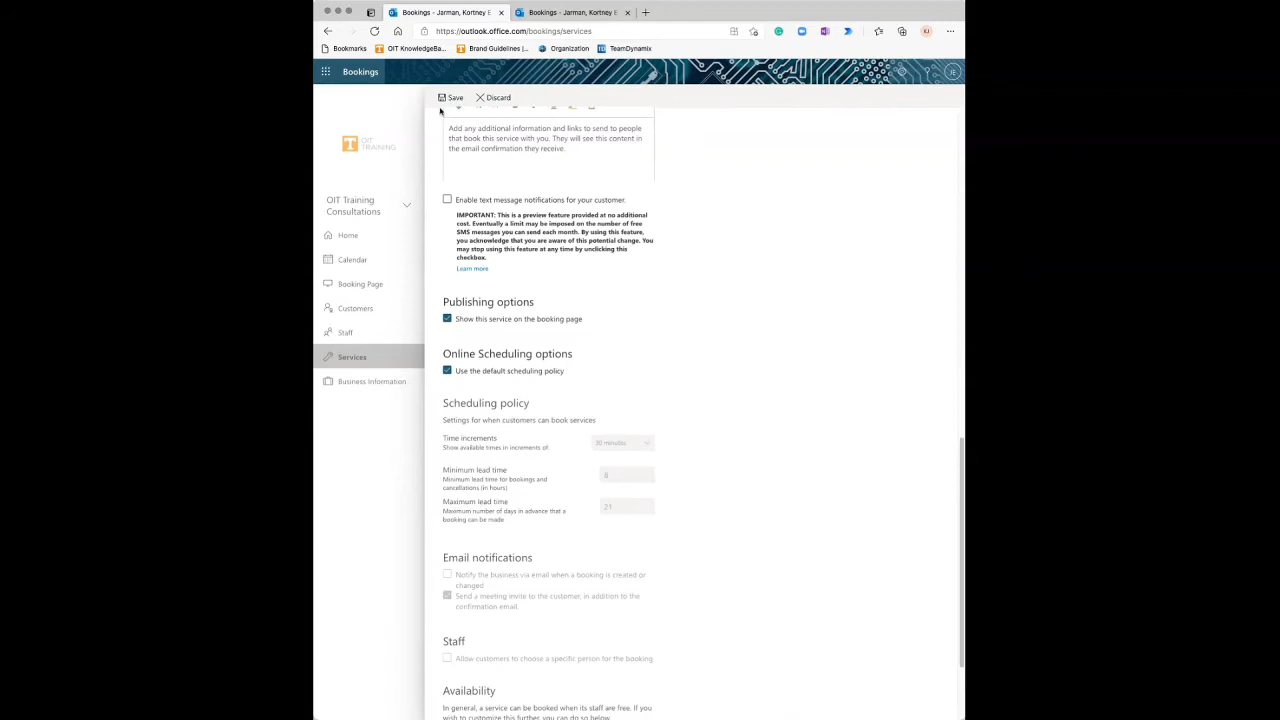 Bookings - Jarman, Kortney E
Bookings - Jarman, Kortney E
https://outlook.office.com/bookings/services
Bookmarks
OIT KnowledgeBa...
Brand Guidelines |...
Organization
TeamDynamix
Bookings
JE
Save
Discard
OIT
TRAINING
OIT Training
Consultations
Home
Calendar
Booking Page
Customers
Staff
Services
Business Information
Add any additional information and links to send to people
that book this service with you. They will see this content in
the email confirmation they receive.
Enable text message notifications for your customer.
IMPORTANT: This is a preview feature provided at no additional
cost. Eventually a limit may be imposed on the number of free
SMS messages you can send each month. By using this feature,
you acknowledge that you are aware of this potential change. You
may stop using this feature at any time by unclicking this
checkbox.
Learn more
Publishing options
Show this service on the booking page
Online Scheduling options
Use the default scheduling policy
Scheduling policy
Settings for when customers can book services
Time increments
Show available times in increments of:
30 minutes
Minimum lead time
Minimum lead time for bookings and
cancellations (in hours)
8
Maximum lead time
Maximum number of days in advance that a
booking can be made
21
Email notifications
Notify the business via email when a booking is created or
changed
Send a meeting invite to the customer, in addition to the
confirmation email.
Staff
Allow customers to choose a specific person for the booking
Availability
In general, a service can be booked when its staff are free. If you
wish to customize this further, you can do so below.